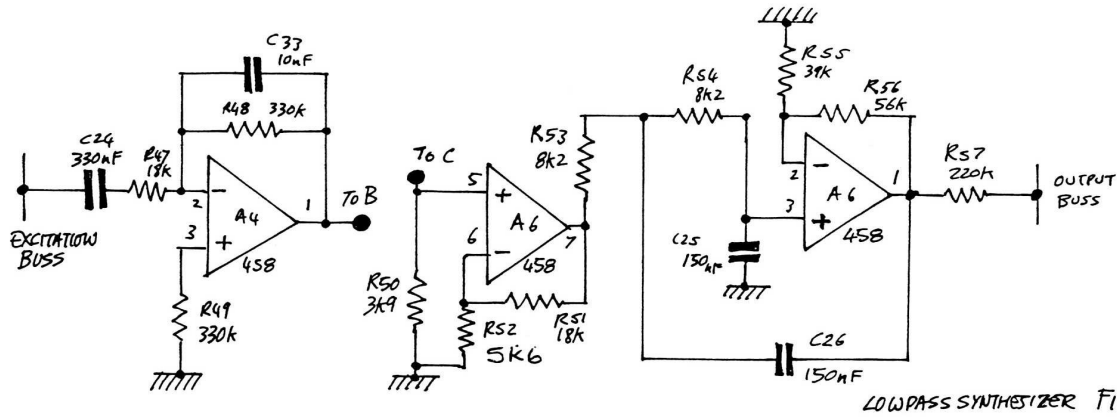 C33
10nF
R48 330K
C24
330nF
R47
18K
2
-
3
+
A4
1
458
To B
EXCITATION
BUSS
R49
330K
To C
5
+
6
-
A6
7
458
R50
3K9
R52
5K6
R51
18K
R53
8K2
R54
8K2
R55
39K
R56
56K
2
-
3
+
A6
1
458
C25
150nF
R57
220K
OUTPUT
BUSS
C26
150nF
LOWPASS SYNTHESIZER